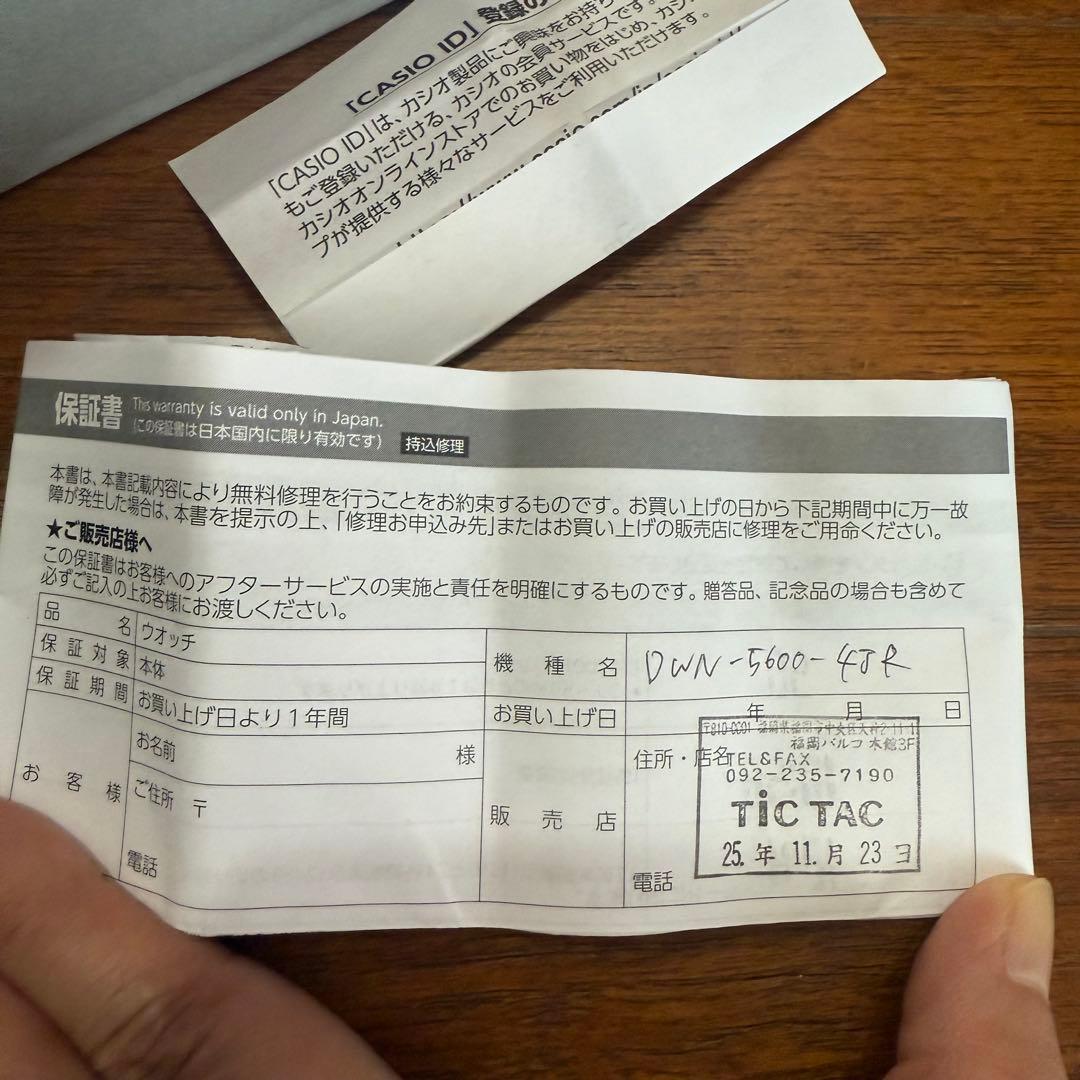 「CASIO ID」登録の
「CASIO ID」は、カシオ製品にご興味をお持ち
もご登録いただける、カシオの会員サービスです。
カシオオンラインストアでのお買い物をはじめ、カシ
プが提供する様々なサービスをご利用いただけます。
保証書 This warranty is valid only in Japan.
(この保証書は日本国内に限り有効です) 持込修理
本書は、本書記載内容により無料修理を行うことをお約束するものです。お買い上げの日から下記期間中に万一故
障が発生した場合は、本書を提示の上、「修理お申込み先」またはお買い上げの販売店に修理をご用命ください。
★ご販売店様へ
この保証書はお客様へのアフターサービスの実施と責任を明確にするものです。贈答品、記念品の場合も含めて
必ずご記入の上お客様にお渡しください。
品名 ウオッチ
保証対象 本体
機種名 DWN-5600-4JR
保証期間 お買い上げ日より1年間
お買い上げ日 年 月 日
お客様
お名前 様
ご住所 〒
電話
販売店
住所・店名
〒810-0001 福岡県福岡市中央区天神2-11-1
福岡パルコ 本館3F
TEL&FAX
092-235-7190
TiC TAC
25.年 11.月 23 日
電話